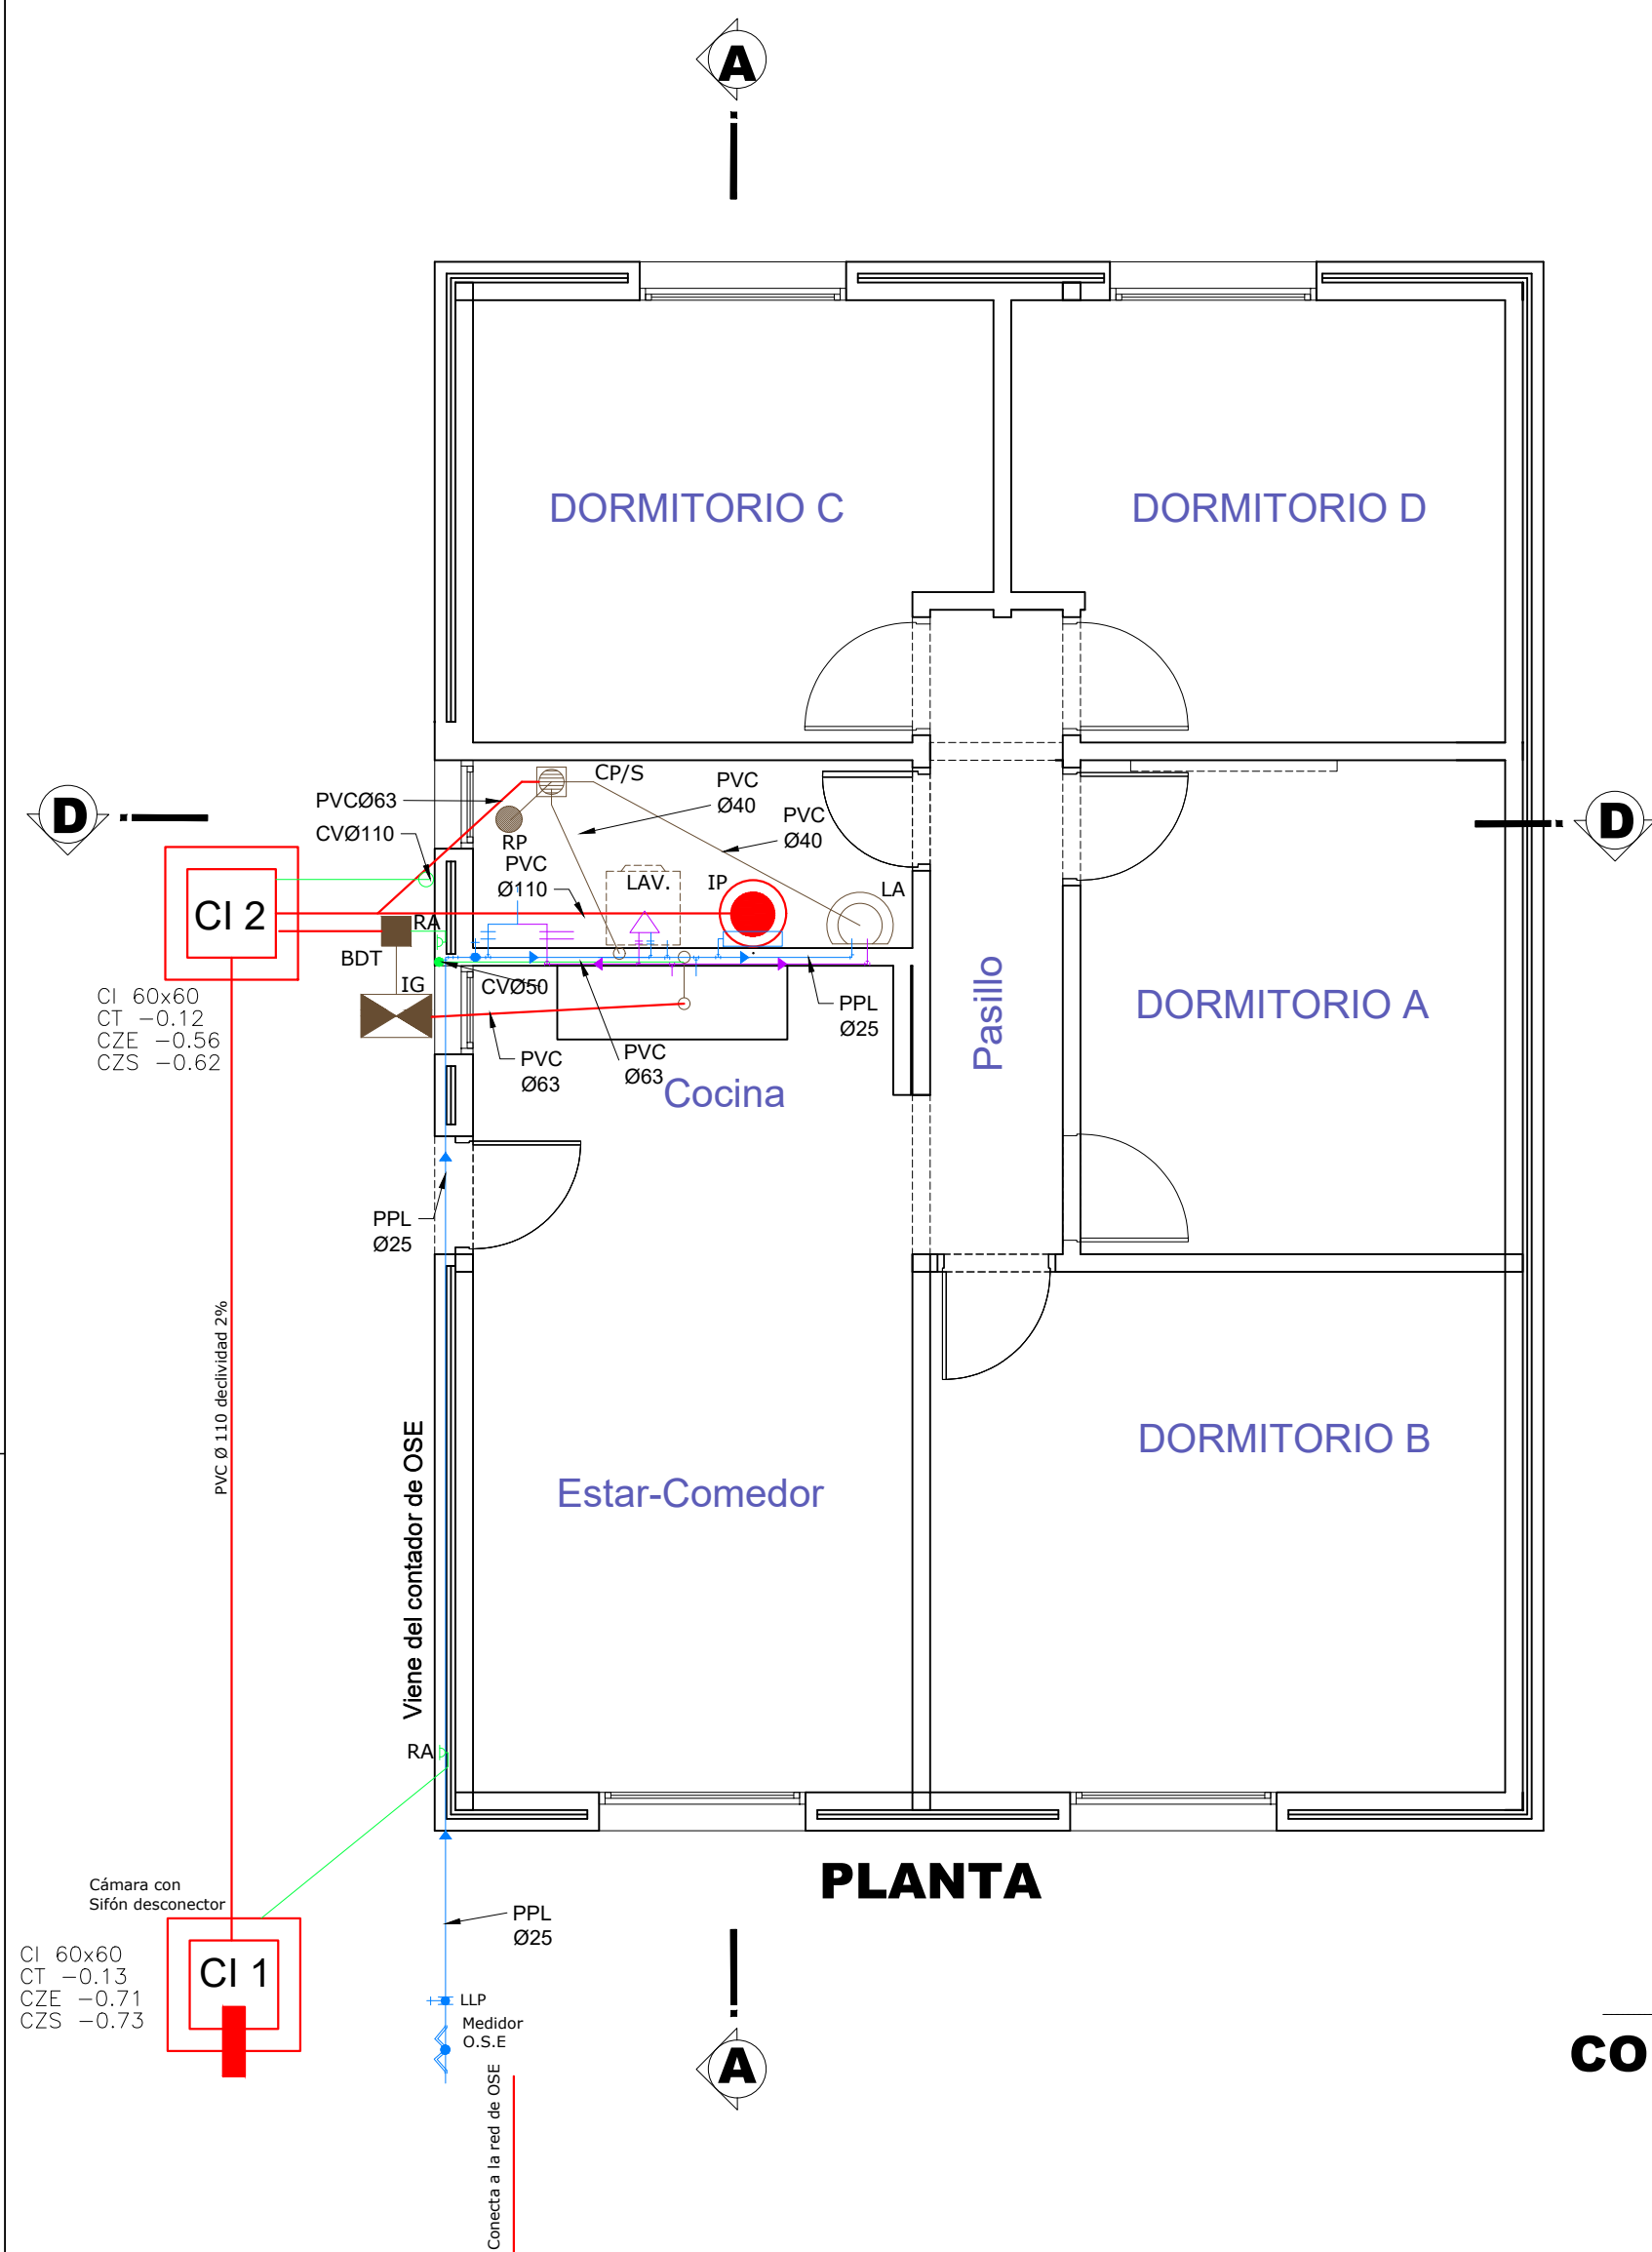 A
DORMITORIO C
DORMITORIO D
D
D
CP/S
PVC
Ø40
PVC
Ø40
PVCØ63
CVØ110
RP
PVC
Ø110
LAV.
IP
LA
CI 2
RA
BDT
IG
CVØ50
PPL
Ø25
CI 60x60
CT -0.12
CZE -0.56
CZS -0.62
PVC
Ø63
PVC
Ø63
Cocina
Pasillo
DORMITORIO A
PPL
Ø25
PVC Ø 110 declividad 2%
Viene del contador de OSE
Estar-Comedor
DORMITORIO B
RA
PLANTA
Cámara con
Sifón desconector
PPL
Ø25
CI 1
CI 60x60
CT -0.13
CZE -0.71
CZS -0.73
LLP
Medidor
O.S.E
A
CO
Conecta a la red de OSE